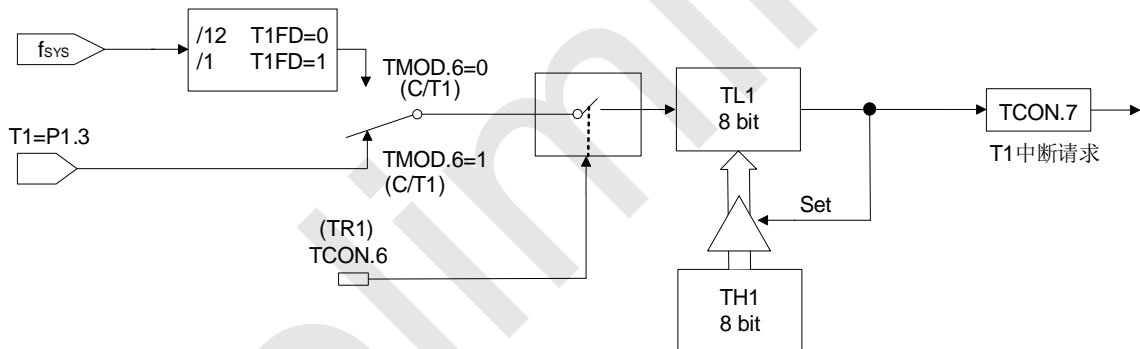 fSYS
/12 T1FD=0
/1 T1FD=1
TMOD.6=0
(C/T1)
T1=P1.3
TMOD.6=1
(C/T1)
(TR1)
TCON.6
TL1
8 bit
Set
TH1
8 bit
TCON.7
T1中断请求